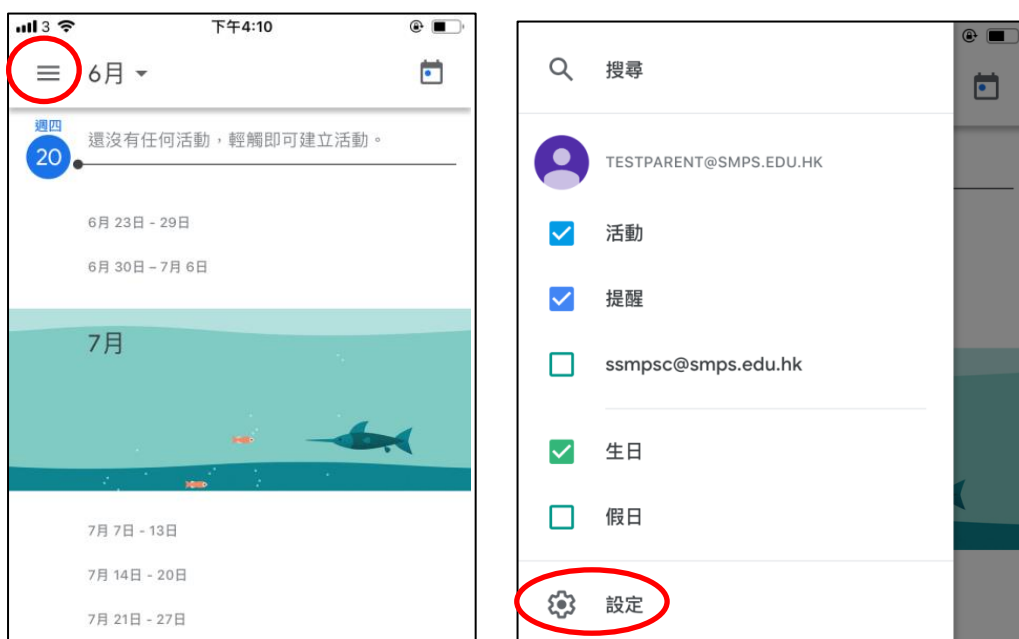 3 下午4:10
6月
週四
20
還沒有任何活動，輕觸即可建立活動。
6月 23日 - 29日
6月 30日 – 7月 6日
7月
7月 7日 - 13日
7月 14日 - 20日
7月 21日 - 27日
搜尋
TESTPARENT@SMPS.EDU.HK
活動
提醒
ssmpsc@smps.edu.hk
生日
假日
設定